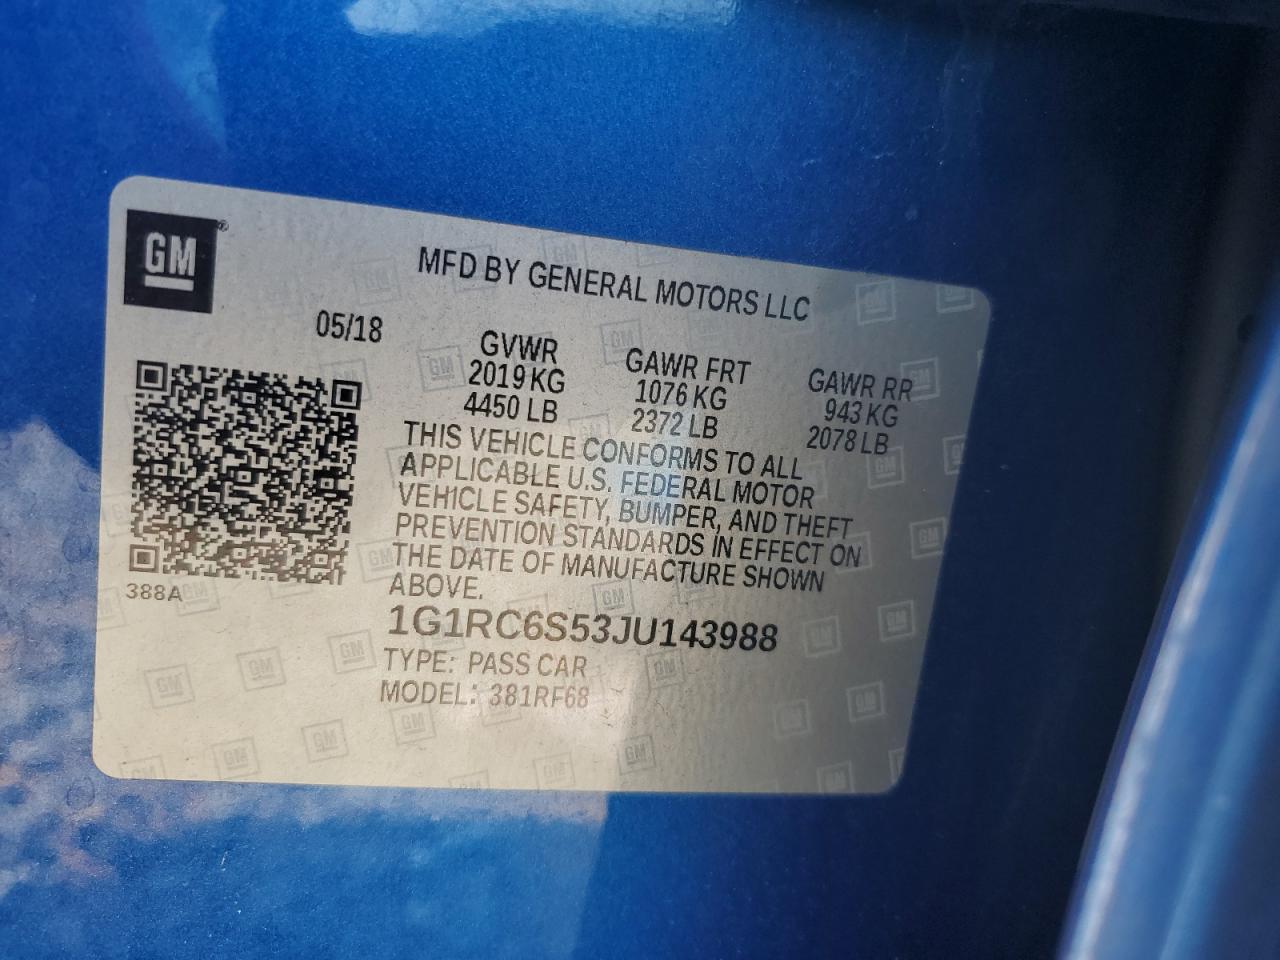 GM
®
MFD BY GENERAL MOTORS LLC
05/18
GVWR GAWR FRT GAWR RR
2019 KG 1076 KG 943 KG
4450 LB 2372 LB 2078 LB
THIS VEHICLE CONFORMS TO ALL
APPLICABLE U.S. FEDERAL MOTOR
VEHICLE SAFETY, BUMPER, AND THEFT
PREVENTION STANDARDS IN EFFECT ON
THE DATE OF MANUFACTURE SHOWN
ABOVE.
388A
1G1RC6S53JU143988
TYPE: PASS CAR
MODEL: 381RF68